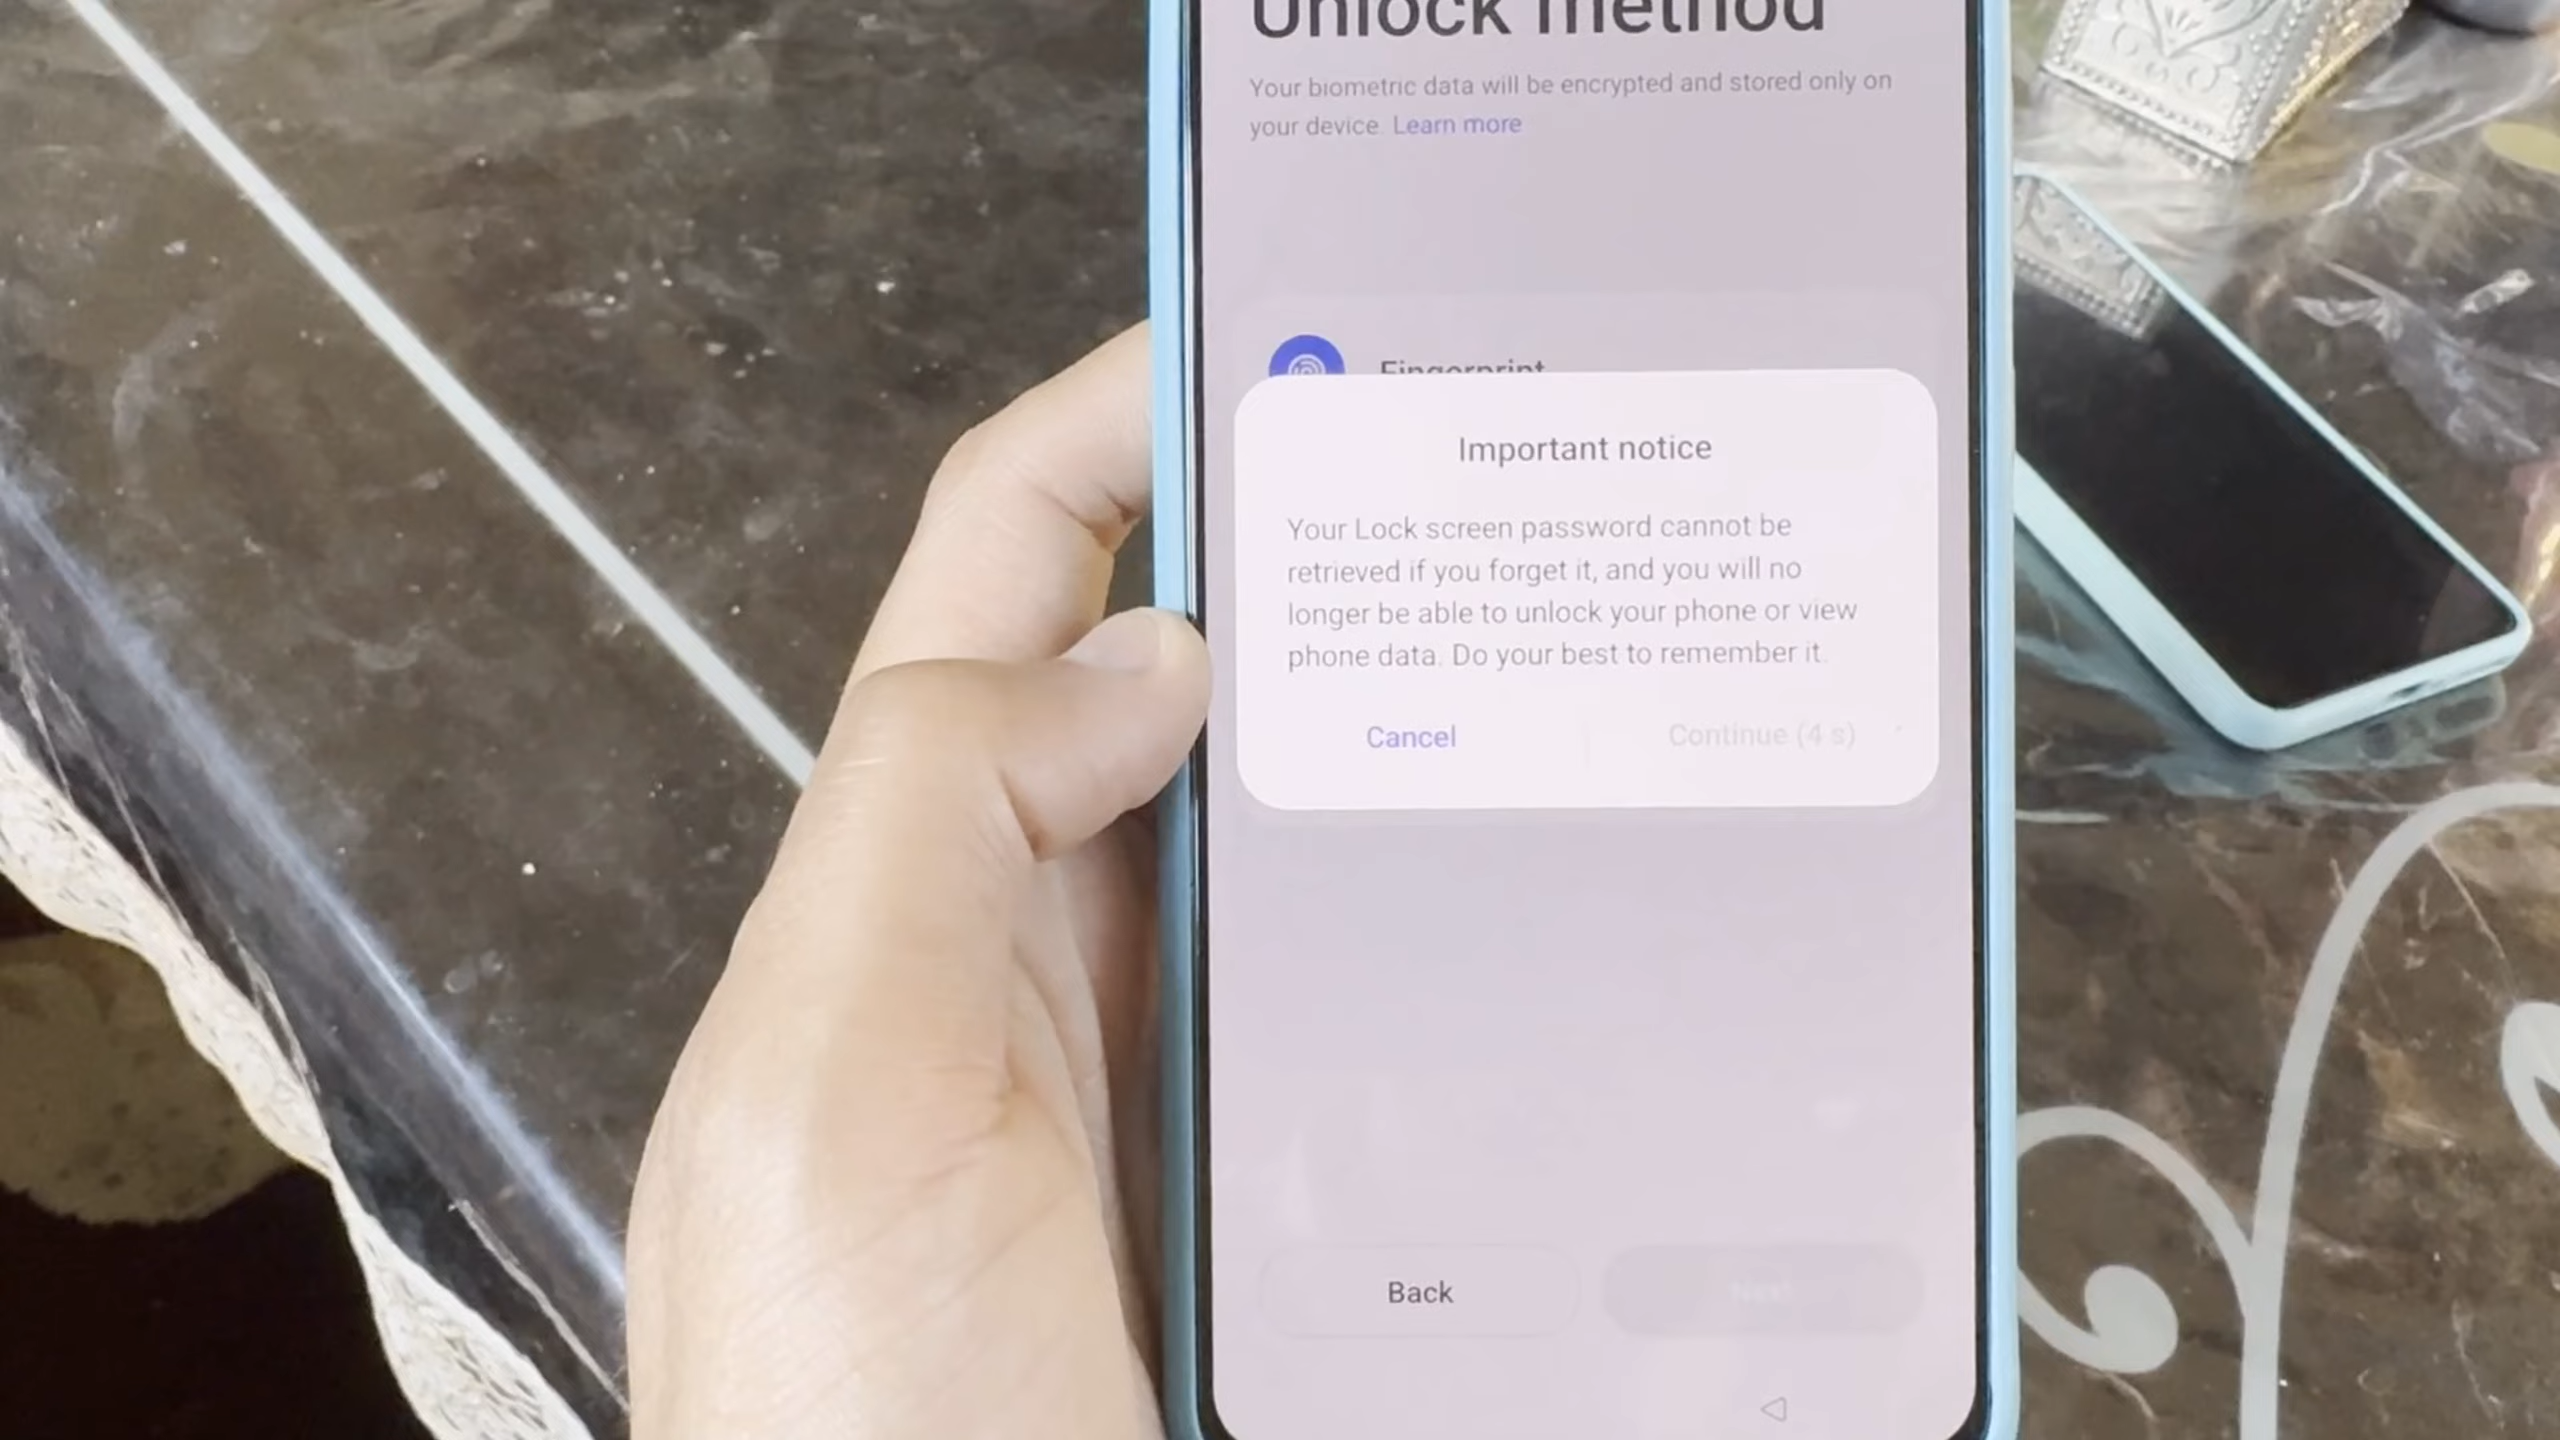 Unlock method
Your biometric data will be encrypted and stored only on
your device. Learn more
Fingerprint
Important notice
Your Lock screen password cannot be
retrieved if you forget it, and you will no
longer be able to unlock your phone or view
phone data. Do your best to remember it.
Cancel
Continue (4 s)
Back